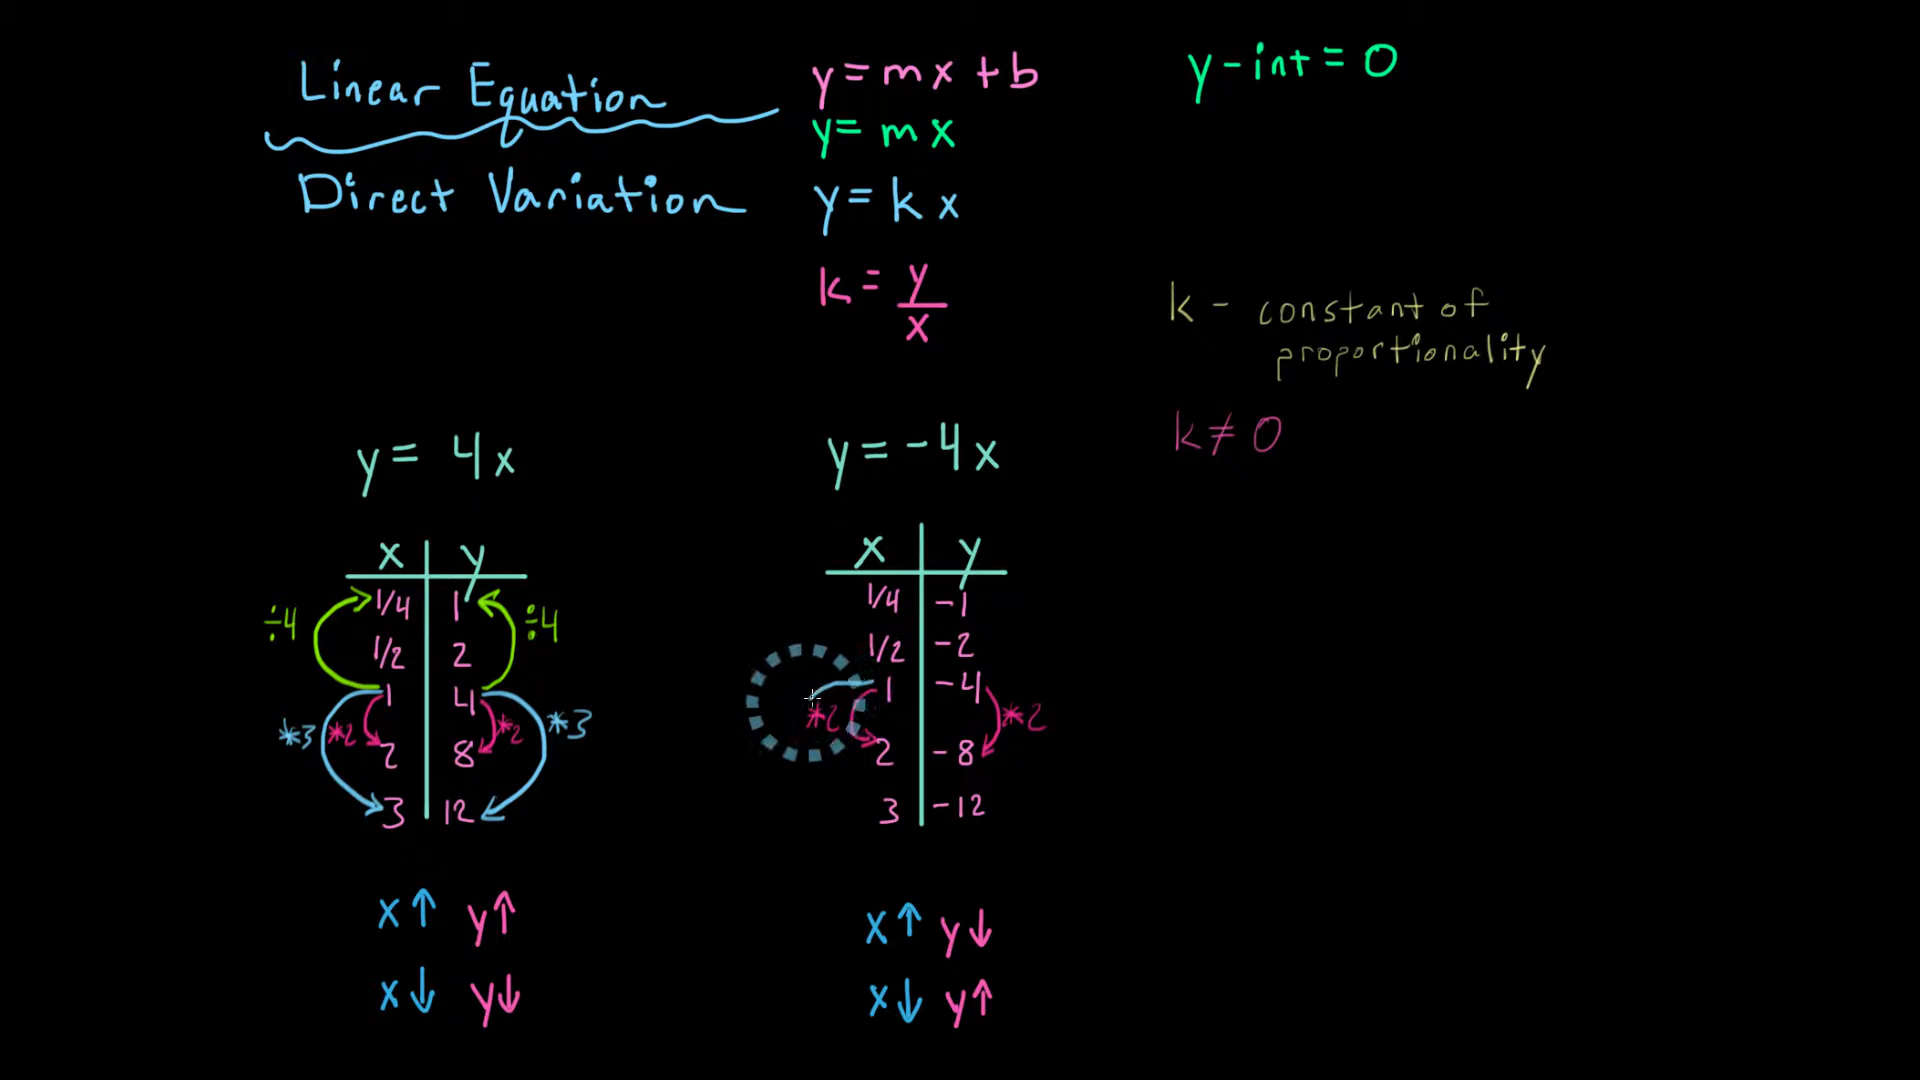 Linear Equation
Direct Variation
y = mx + b
y = mx
y = kx
k = y/x
y-int = 0
k - constant of
proportionality
k ≠ 0
y = 4x
x y
1/4 1
1/2 2
1 4
2 8
3 12
÷4 ÷4
*3 *2 *2 *3
x↑ y↑
x↓ y↓
y = -4x
x y
1/4 -1
1/2 -2
1 -4
2 -8
3 -12
*2 *2
x↑ y↓
x↓ y↑